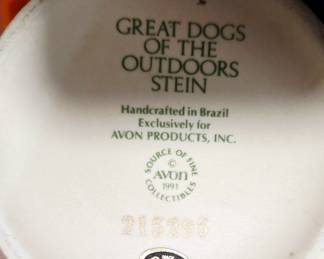 GREAT DOGS
OF THE
OUTDOORS
STEIN
Handcrafted in Brazil
Exclusively for
AVON PRODUCTS, INC.
SOURCE OF FINE
©
AVON
1991
COLLECTIBLES